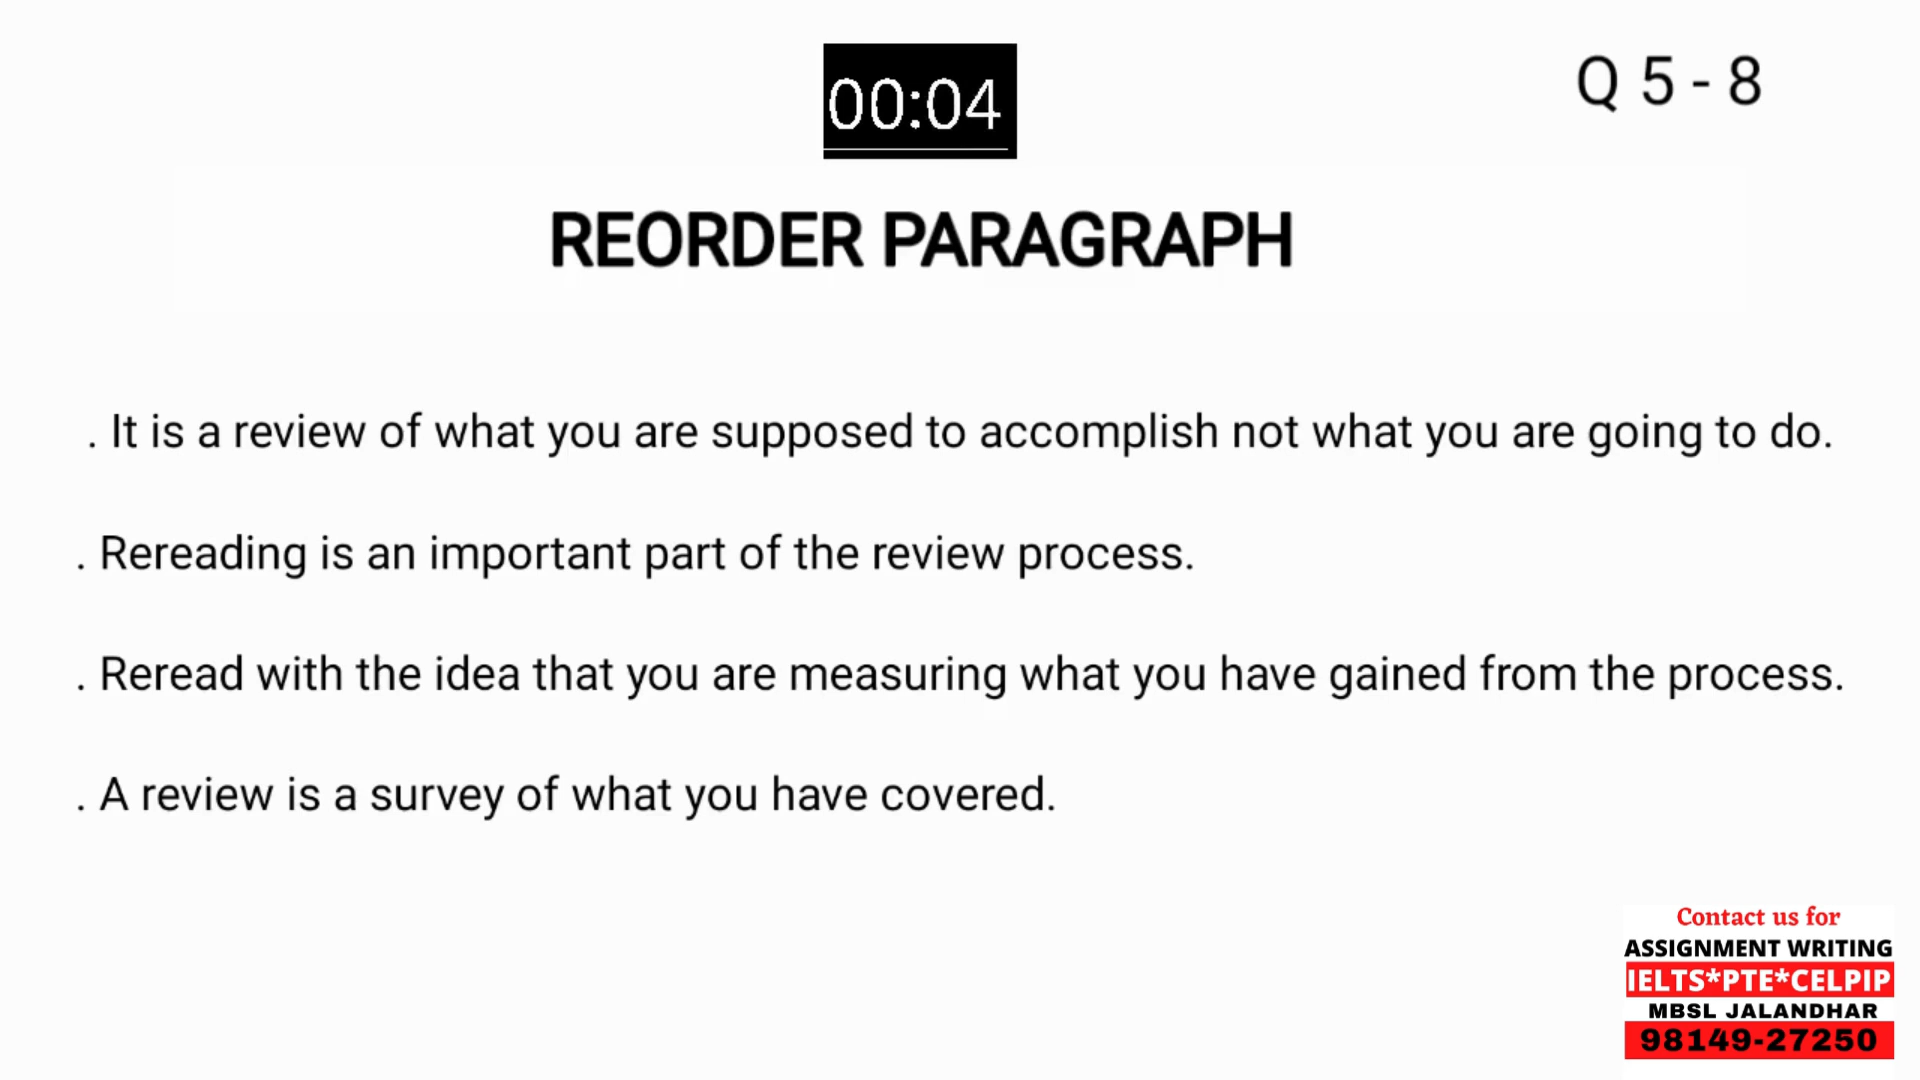 00:04
Q 5 - 8
REORDER PARAGRAPH
. It is a review of what you are supposed to accomplish not what you are going to do.
. Rereading is an important part of the review process.
. Reread with the idea that you are measuring what you have gained from the process.
. A review is a survey of what you have covered.
Contact us for
ASSIGNMENT WRITING
IELTS*PTE*CELPIP
MBSL JALANDHAR
98149-27250